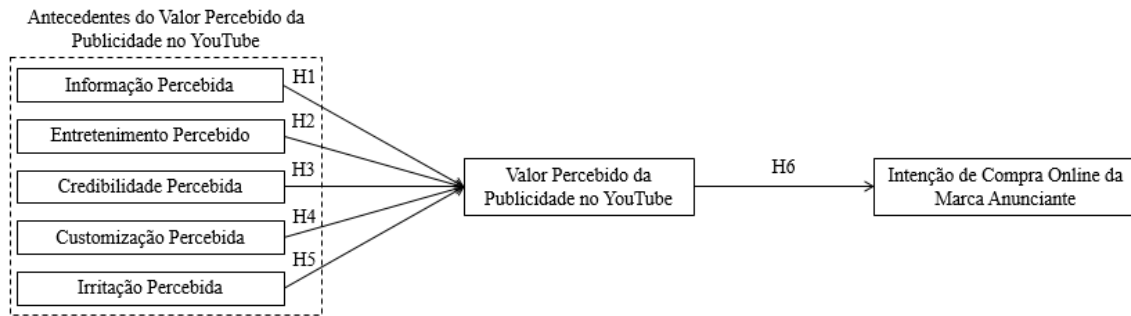 Antecedentes do Valor Percebido da
Publicidade no YouTube
Informação Percebida
H1
Entretenimento Percebido
H2
Credibilidade Percebida
H3
Customização Percebida
H4
Irritação Percebida
H5
Valor Percebido da
Publicidade no YouTube
H6
Intenção de Compra Online da
Marca Anunciante